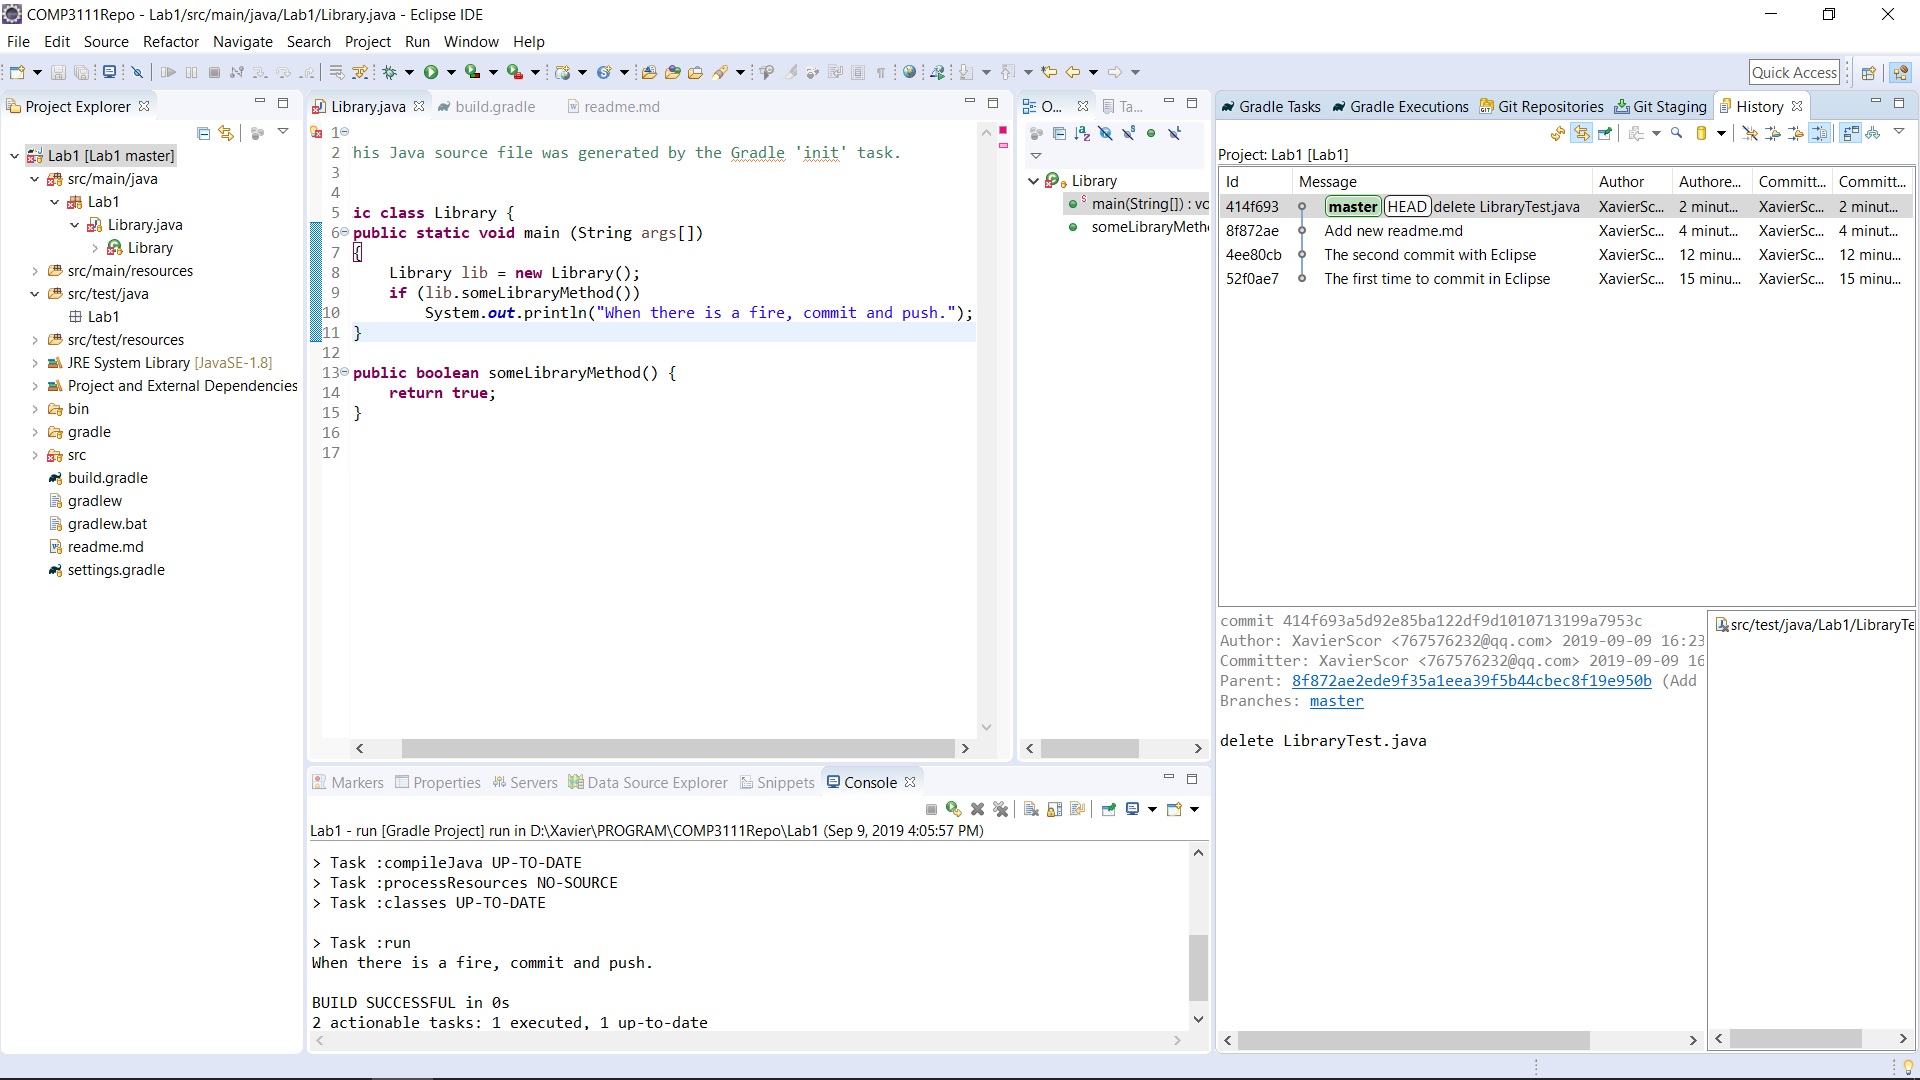 COMP3111Repo - Lab1/src/main/java/Lab1/Library.java - Eclipse IDE
File Edit Source Refactor Navigate Search Project Run Window Help
Quick Access
Project Explorer
Lab1 [Lab1 master]
src/main/java
Lab1
Library.java
Library
src/main/resources
src/test/java
Lab1
src/test/resources
JRE System Library [JavaSE-1.8]
Project and External Dependencies
bin
gradle
src
build.gradle
gradlew
gradlew.bat
readme.md
settings.gradle
Library.java build.gradle readme.md
1
2 his Java source file was generated by the Gradle 'init' task.
3
4
5 ic class Library {
6 public static void main (String args[])
7 {
8 Library lib = new Library();
9 if (lib.someLibraryMethod())
10 System.out.println("When there is a fire, commit and push.");
11 }
12
13 public boolean someLibraryMethod() {
14 return true;
15 }
16
17
O... Ta...
Library
main(String[]) : vo
someLibraryMeth
Markers Properties Servers Data Source Explorer Snippets Console
Lab1 - run [Gradle Project] run in D:\Xavier\PROGRAM\COMP3111Repo\Lab1 (Sep 9, 2019 4:05:57 PM)
> Task :compileJava UP-TO-DATE
> Task :processResources NO-SOURCE
> Task :classes UP-TO-DATE
> Task :run
When there is a fire, commit and push.
BUILD SUCCESSFUL in 0s
2 actionable tasks: 1 executed, 1 up-to-date
Gradle Tasks Gradle Executions Git Repositories Git Staging History
Project: Lab1 [Lab1]
Id Message Author Authore... Committ... Committ...
414f693 master HEAD delete LibraryTest.java XavierSc... 2 minut... XavierSc... 2 minut...
8f872ae Add new readme.md XavierSc... 4 minut... XavierSc... 4 minut...
4ee80cb The second commit with Eclipse XavierSc... 12 minu... XavierSc... 12 minu...
52f0ae7 The first time to commit in Eclipse XavierSc... 15 minu... XavierSc... 15 minu...
commit 414f693a5d92e85ba122df9d1010713199a7953c
Author: XavierScor <767576232@qq.com> 2019-09-09 16:23
Committer: XavierScor <767576232@qq.com> 2019-09-09 16
Parent: 8f872ae2ede9f35a1eea39f5b44cbec8f19e950b (Add
Branches: master
delete LibraryTest.java
src/test/java/Lab1/LibraryTe